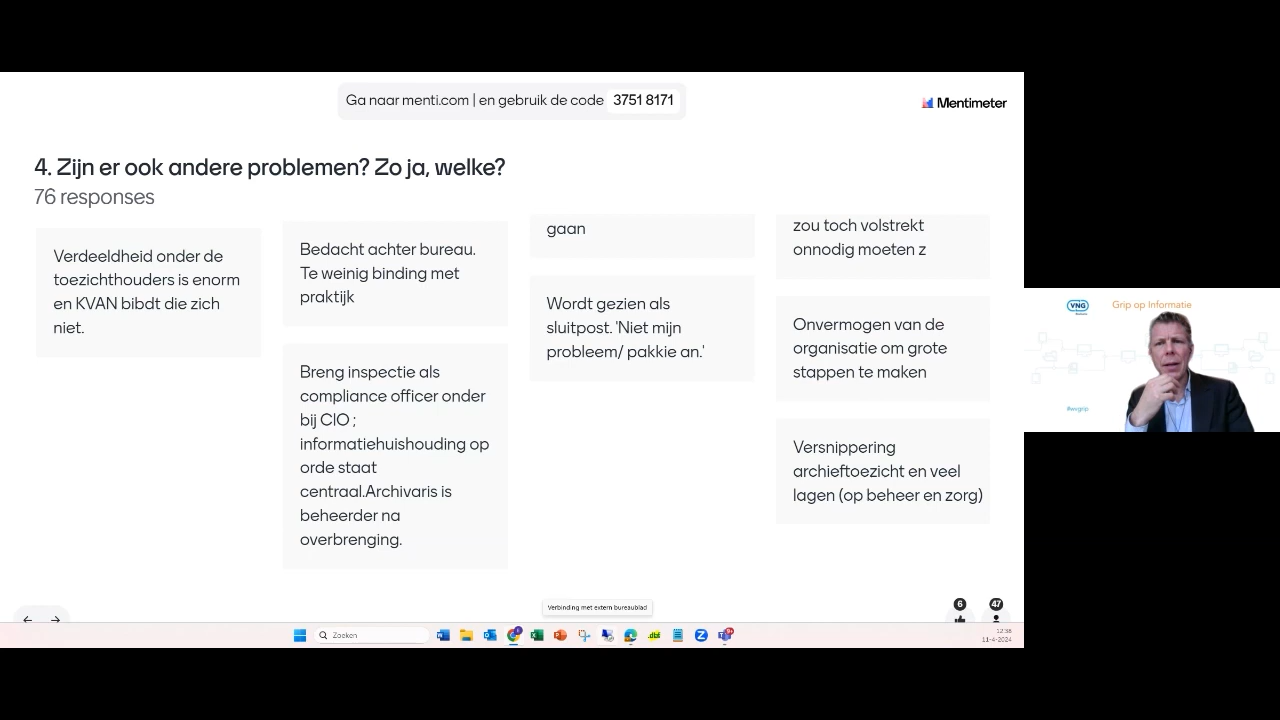 Ga naar menti.com | en gebruik de code 3751 8171
Mentimeter
4. Zijn er ook andere problemen? Zo ja, welke?
76 responses
Verdeeldheid onder de
toezichthouders is enorm
en KVAN bibdt die zich
niet.
Bedacht achter bureau.
Te weinig binding met
praktijk
Breng inspectie als
compliance officer onder
bij CIO ;
informatiehuishouding op
orde staat
centraal.Archivaris is
beheerder na
overbrenging.
gaan
Wordt gezien als
sluitpost. 'Niet mijn
probleem/ pakkie an.'
zou toch volstrekt
onnodig moeten z
Onvermogen van de
organisatie om grote
stappen te maken
Versnippering
archieftoezicht en veel
lagen (op beheer en zorg)
VNG
Grip op Informatie
Verbinding met extern bureaublad
6
47
Zoeken
12:38
11-4-2024